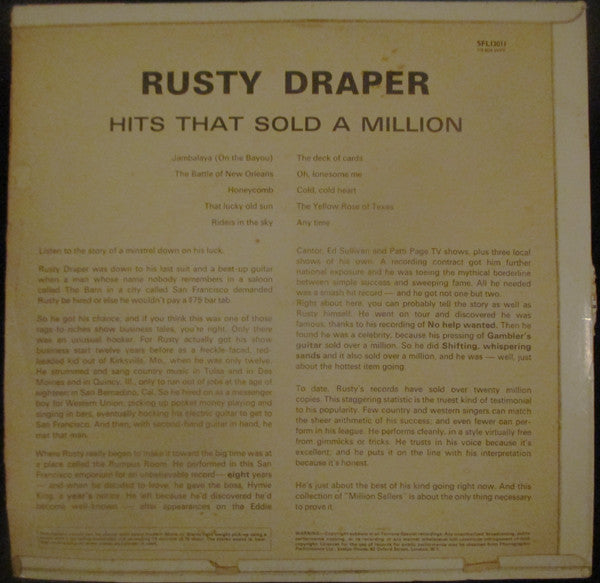 SFL13011
RUSTY DRAPER
HITS THAT SOLD A MILLION
Jambalaya (On the Bayou)
The Battle of New Orleans
Honeycomb
That lucky old sun
Riders in the sky
The deck of cards
Oh, lonesome me
Cold, cold heart
The Yellow Rose of Texas
Any time
Listen to the story of a minstrel down on his luck.
Rusty Draper was down to his last suit and a beat-up guitar
when a man whose name nobody remembers in a saloon
called The Barn in a city called San Francisco demanded
Rusty be hired or else he wouldn't pay a $75 bar tab.
So he got his chance, and if you think this was one of those
rags to riches show business tales, you're right. Only there
was an unusual hooker. For Rusty actually got his show
business start twelve years before as a freckle-faced, red-
headed kid out of Kirksville, Mo., when he was only twelve.
He strummed and sang country music in Tulsa and in Des
Moines and in Quincy, Ill., only to run out of jobs at the age of
eighteen in San Bernadino, Cal. So he hired on as a messenger
boy for Western Union, picking up pocket money playing and
singing in bars, eventually hocking his electric guitar to get to
San Francisco. And then, with second-hand guitar in hand, he
met that man.
Where Rusty really began to make it toward the big time was at
a place called the Rumpus Room. He performed in this San
Francisco emporium for an unbelievable record — eight years
— and when he decided to leave, he gave the boss, Hymie
King, a year's notice. He left because he'd discovered he'd
become well-known — after appearances on the Eddie
Cantor, Ed Sullivan and Patti Page TV shows, plus three local
shows of his own. A recording contract got him further
national exposure and he was seeing the mythical borderline
between simple success and sweeping fame. All he needed
was a smash hit record — and he got not one but two.
Right about here, you can probably tell the story as well as
Rusty himself. He went on tour and discovered he was
famous, thanks to his recording of No help wanted. Then he
found he was a celebrity, because his pressing of Gambler's
guitar sold over a million. So he did Shifting, whispering
sands and it also sold over a million, and he was — well, just
about the hottest item going.
To date, Rusty's records have sold over twenty million
copies. This staggering statistic is the truest kind of testimonial
to his popularity. Few country and western singers can match
the sheer arithmetic of his success, and even fewer can per-
form in his league. He performs cleanly, in a style virtually free
from gimmicks or tricks. He trusts in his voice because it's
excellent; and he puts it on the line with his interpretation
because it's honest.
He's just about the best of his kind going right now. And this
collection of "Million Sellers" is about the only thing necessary
to prove it.